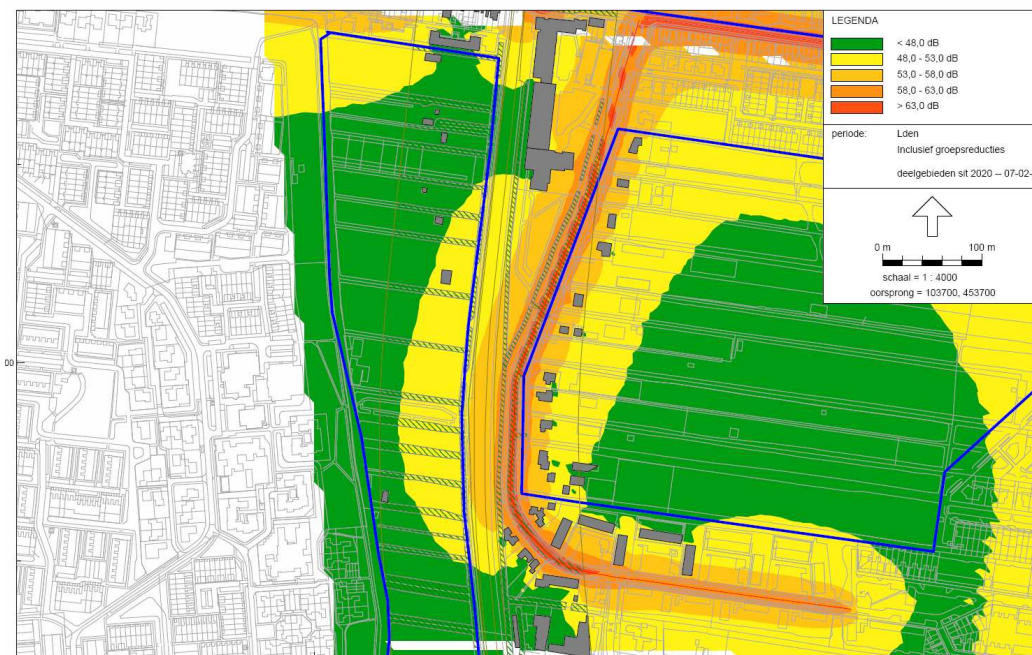 LEGENDA
< 48,0 dB
48,0 - 53,0 dB
53,0 - 58,0 dB
58,0 - 63,0 dB
> 63,0 dB
periode: Lden
Inclusief groepsreducties
deelgebieden sit 2020 -- 07-02-
0 m 100 m
schaal = 1 : 4000
oorsprong = 103700, 453700
00